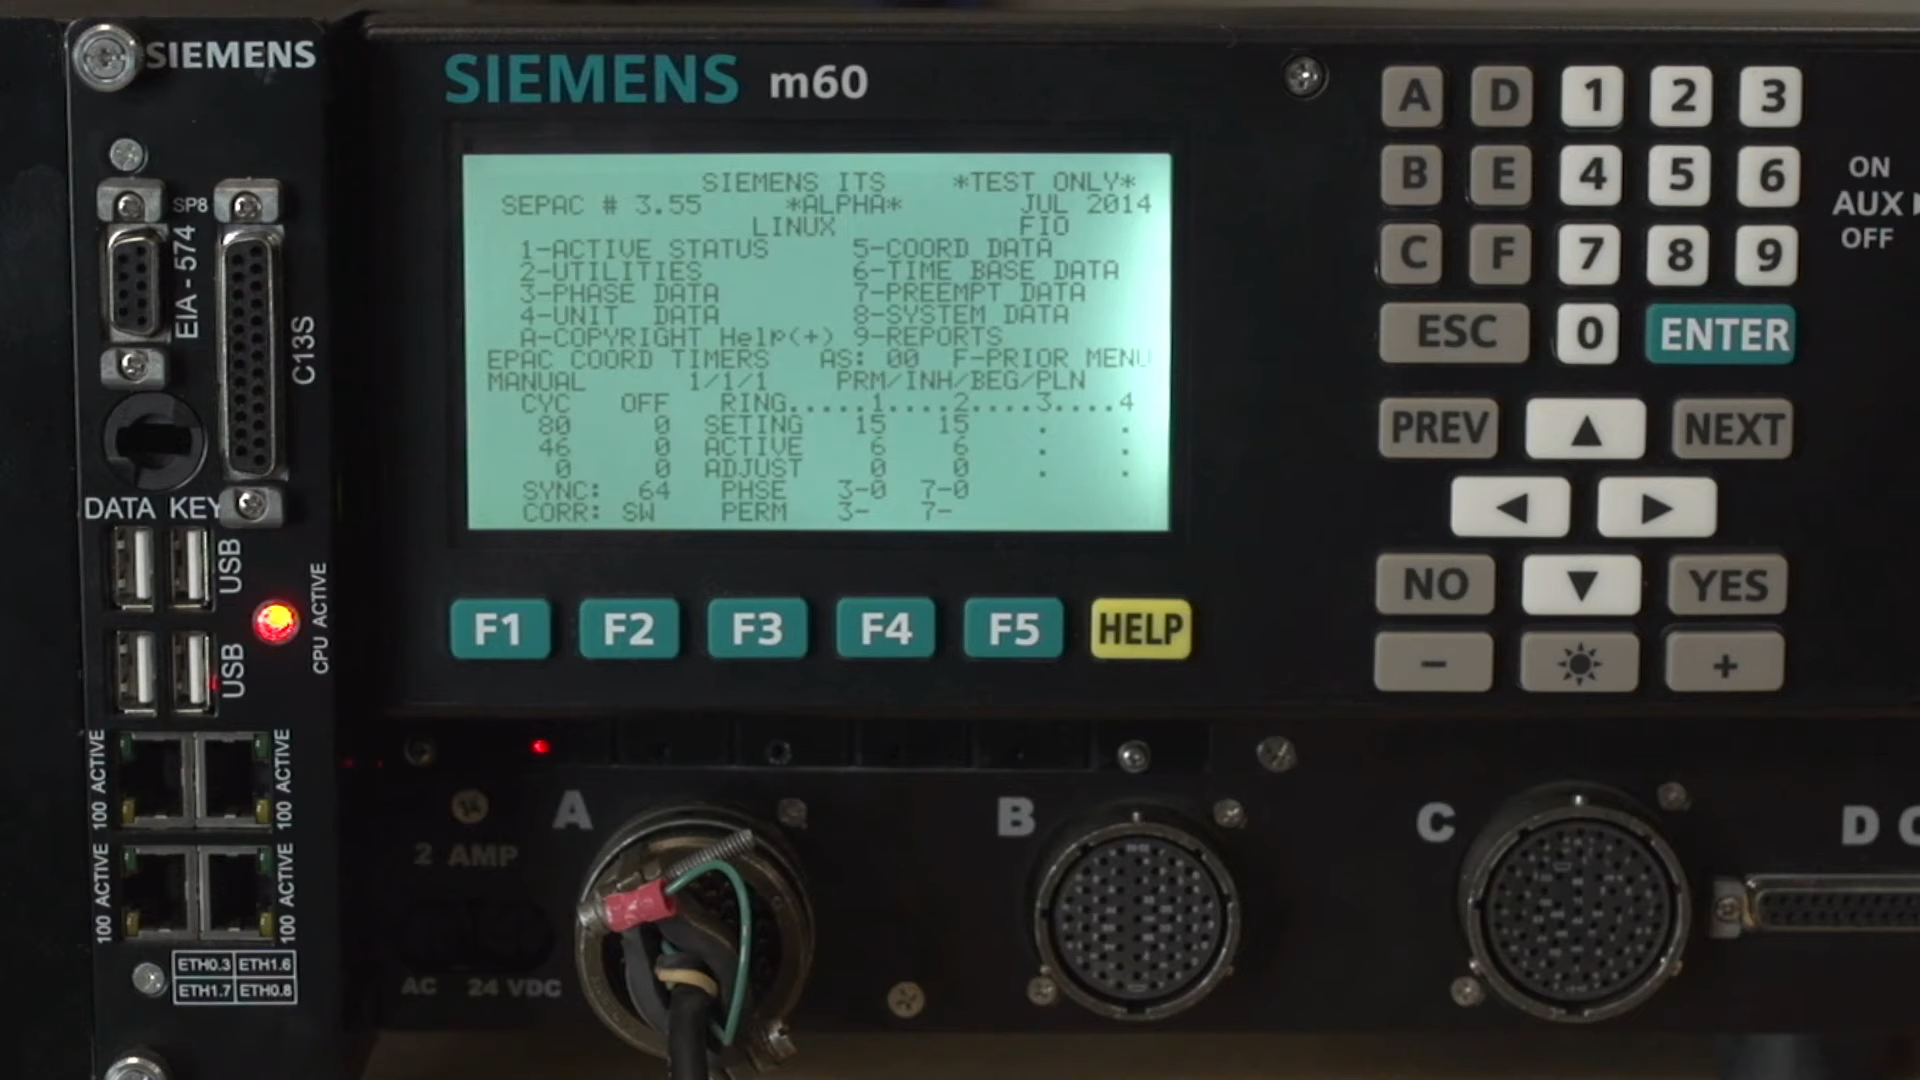 SIEMENS
SP8
EIA - 574
C13S
DATA KEY
USB
USB
CPU ACTIVE
100 ACTIVE
100 ACTIVE
100 ACTIVE
100 ACTIVE
ETH0.3 ETH1.6
ETH1.7 ETH0.8
SIEMENS m60
SIEMENS ITS *TEST ONLY*
SEPAC # 3.55 *ALPHA* JUL 2014
LINUX FIO
1-ACTIVE STATUS 5-COORD DATA
2-UTILITIES 6-TIME BASE DATA
3-PHASE DATA 7-PREEMPT DATA
4-UNIT DATA 8-SYSTEM DATA
A-COPYRIGHT Help(+) 9-REPORTS
EPAC COORD TIMERS AS: 00 F-PRIOR MENU
MANUAL 1/1/1 PRM/INH/BEG/PLN
CYC OFF RING.....1....2....3....4
80 0 SETING 15 15 . .
46 0 ACTIVE 6 6 . .
0 0 ADJUST 0 0 . .
SYNC: 64 PHSE 3-0 7-0
CORR: SW PERM 3- 7-
F1 F2 F3 F4 F5 HELP
A D 1 2 3
B E 4 5 6
C F 7 8 9
ESC 0 ENTER
PREV ▲ NEXT
◀ ▶
NO ▼ YES
- +
ON
AUX
OFF
A B C D
2 AMP
AC 24 VDC